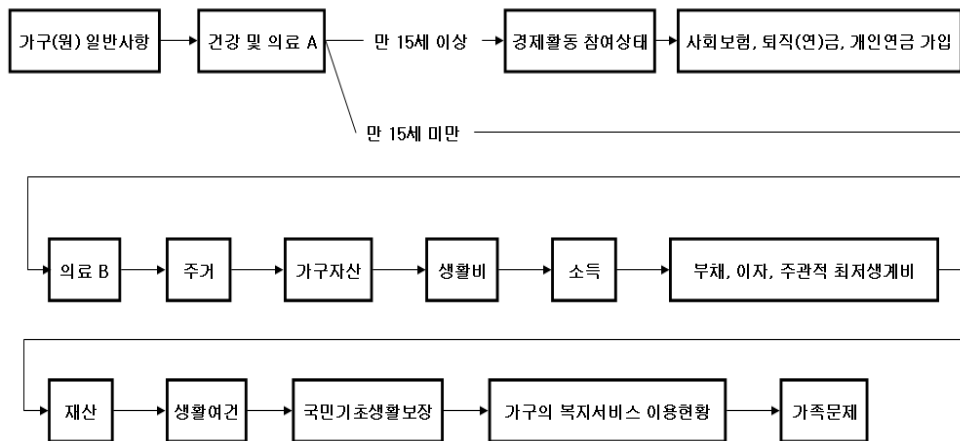 가구(원) 일반사항
건강 및 의료 A
만 15세 이상
경제활동 참여상태
사회보험, 퇴직(연)금, 개인연금 가입
만 15세 미만
의료 B
주거
가구자산
생활비
소득
부채, 이자, 주관적 최저생계비
재산
생활여건
국민기초생활보장
가구의 복지서비스 이용현황
가족문제